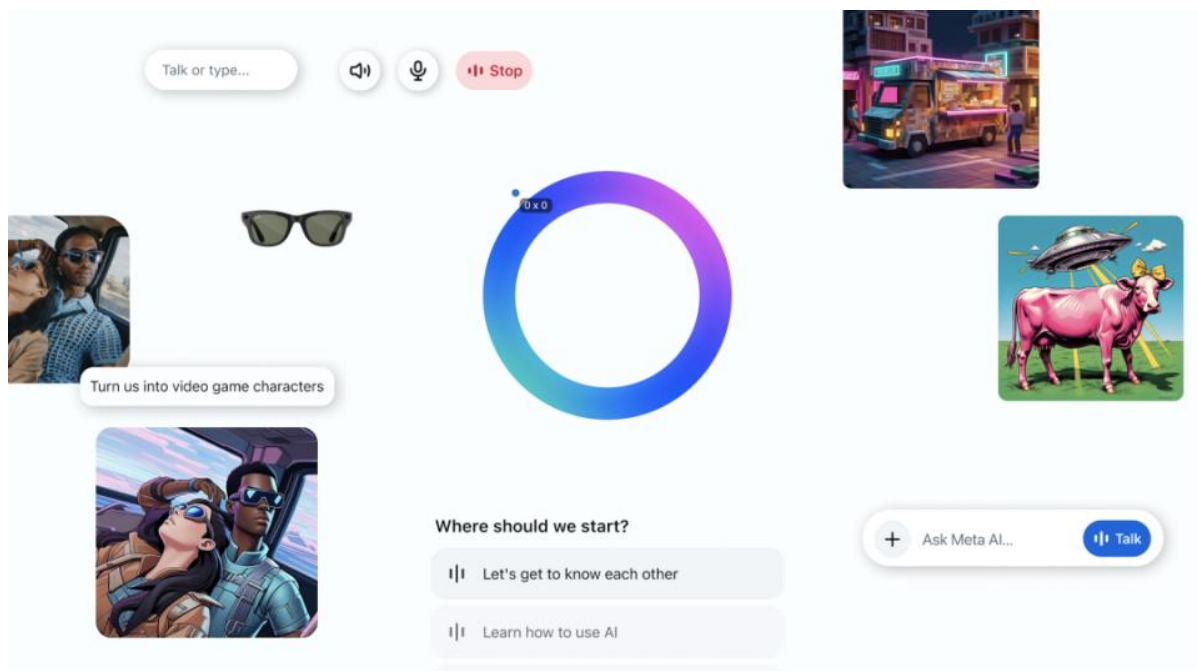 Talk or type...
Stop
0 x 0
Turn us into video game characters
Where should we start?
Let's get to know each other
Learn how to use AI
Ask Meta AI...
Talk